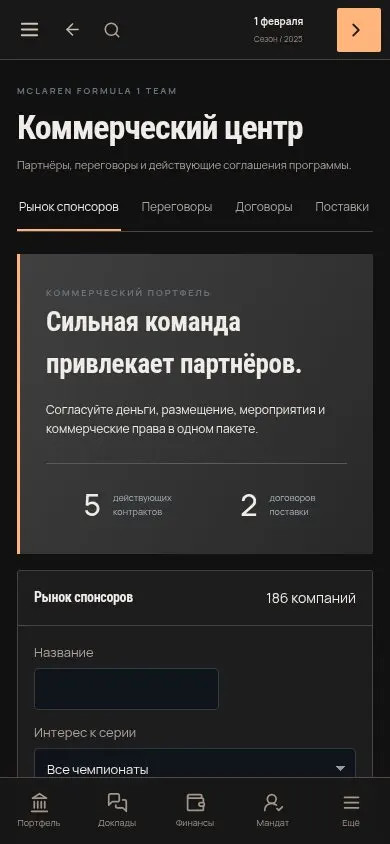 1 февраля
Сезон / 2025
MCLAREN FORMULA 1 TEAM
Коммерческий центр
Партнёры, переговоры и действующие соглашения программы.
Рынок спонсоров Переговоры Договоры Поставки
КОММЕРЧЕСКИЙ ПОРТФЕЛЬ
Сильная команда
привлекает партнёров.
Согласуйте деньги, размещение, мероприятия и
коммерческие права в одном пакете.
5 действующих контрактов
2 договоров поставки
Рынок спонсоров 186 компаний
Название
Интерес к серии
Все чемпионаты
Портфель Доклады Финансы Мандат Ещё